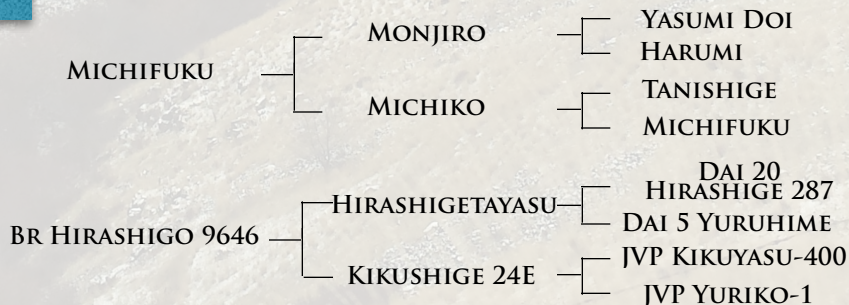 Michifuku
Monjiro
Yasumi Doi
Harumi
Michiko
Tanishige
Michifuku
Br Hirashigo 9646
Hirashigetayasu
Dai 20
Hirashige 287
Dai 5 Yuruhime
Kikushige 24E
JVP Kikuyasu-400
JVP Yuriko-1